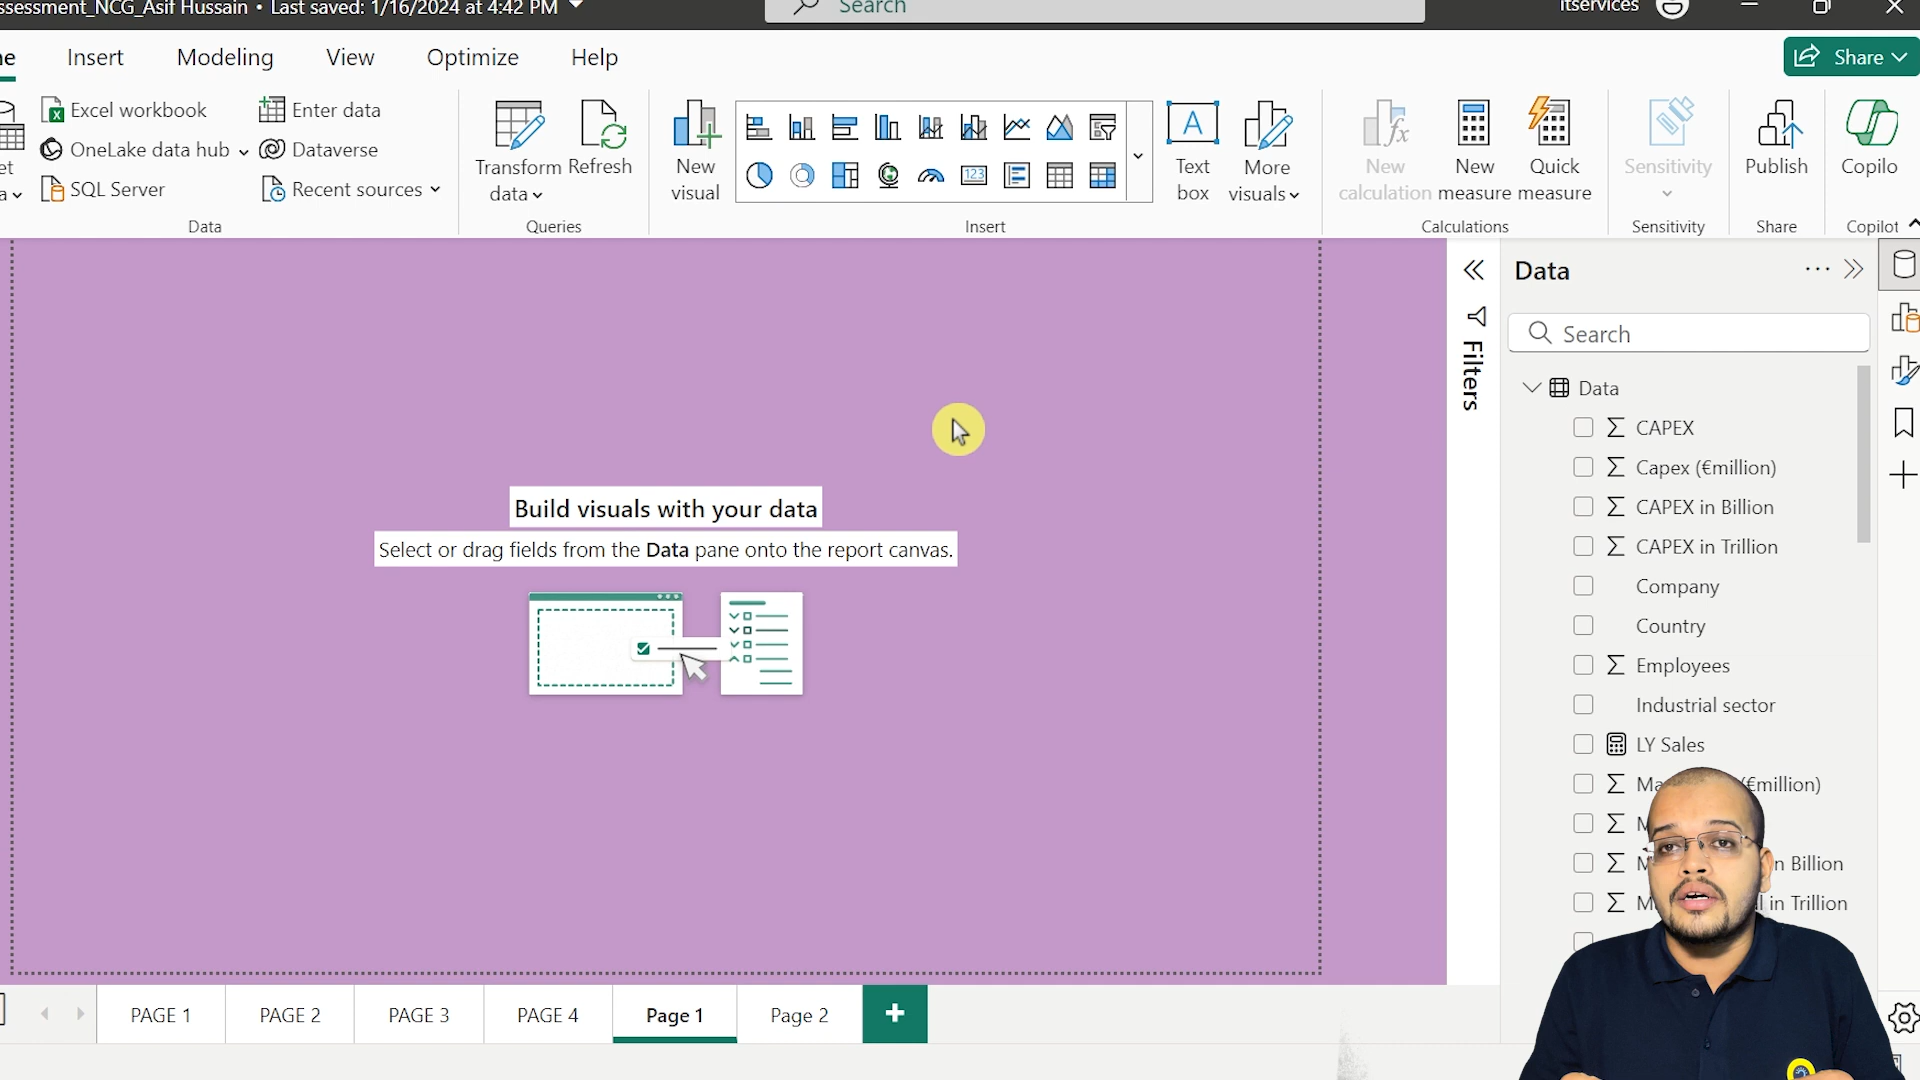 ssessment_NCG_Asif Hussain • Last saved: 1/16/2024 at 4:42 PM
Search
itservices
Insert
Modeling
View
Optimize
Help
Share
Excel workbook
OneLake data hub
SQL Server
Enter data
Dataverse
Recent sources
Data
Transform data
Refresh
Queries
New visual
Text box
More visuals
Insert
New calculation
New measure
Quick measure
Calculations
Sensitivity
Sensitivity
Publish
Share
Copilo
Copilot
Build visuals with your data
Select or drag fields from the Data pane onto the report canvas.
Filters
Data
Search
Data
CAPEX
Capex (€million)
CAPEX in Billion
CAPEX in Trillion
Company
Country
Employees
Industrial sector
LY Sales
€million)
n Billion
in Trillion
PAGE 1
PAGE 2
PAGE 3
PAGE 4
Page 1
Page 2